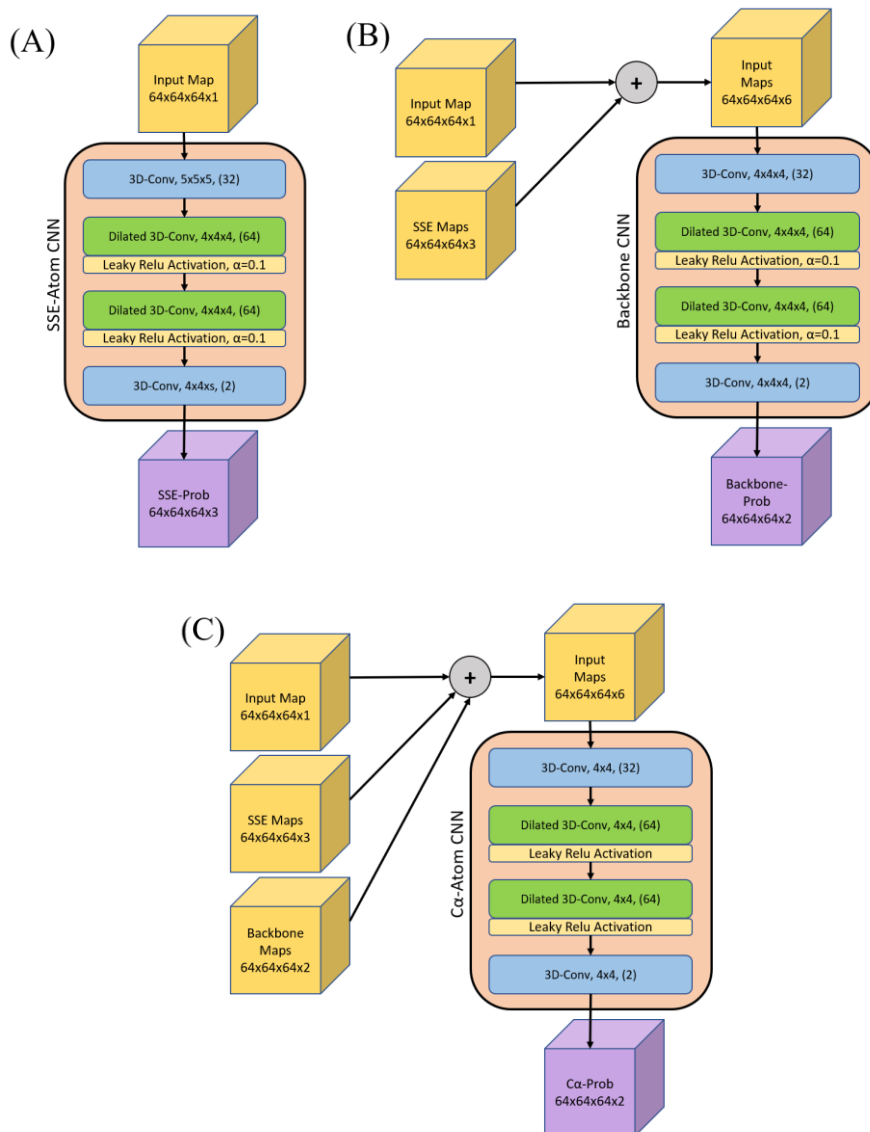 (A)
Input Map
64x64x64x1
SSE-Atom CNN
3D-Conv, 5x5x5, (32)
Dilated 3D-Conv, 4x4x4, (64)
Leaky Relu Activation, α=0.1
Dilated 3D-Conv, 4x4x4, (64)
Leaky Relu Activation, α=0.1
3D-Conv, 4x4xs, (2)
SSE-Prob
64x64x64x3
(B)
Input Map
64x64x64x1
SSE Maps
64x64x64x3
+
Input
Maps
64x64x64x6
Backbone CNN
3D-Conv, 4x4x4, (32)
Dilated 3D-Conv, 4x4x4, (64)
Leaky Relu Activation, α=0.1
Dilated 3D-Conv, 4x4x4, (64)
Leaky Relu Activation, α=0.1
3D-Conv, 4x4x4, (2)
Backbone-
Prob
64x64x64x2
(C)
Input Map
64x64x64x1
SSE Maps
64x64x64x3
Backbone
Maps
64x64x64x2
+
Input
Maps
64x64x64x6
Cα-Atom CNN
3D-Conv, 4x4, (32)
Dilated 3D-Conv, 4x4, (64)
Leaky Relu Activation
Dilated 3D-Conv, 4x4, (64)
Leaky Relu Activation
3D-Conv, 4x4, (2)
Cα-Prob
64x64x64x2